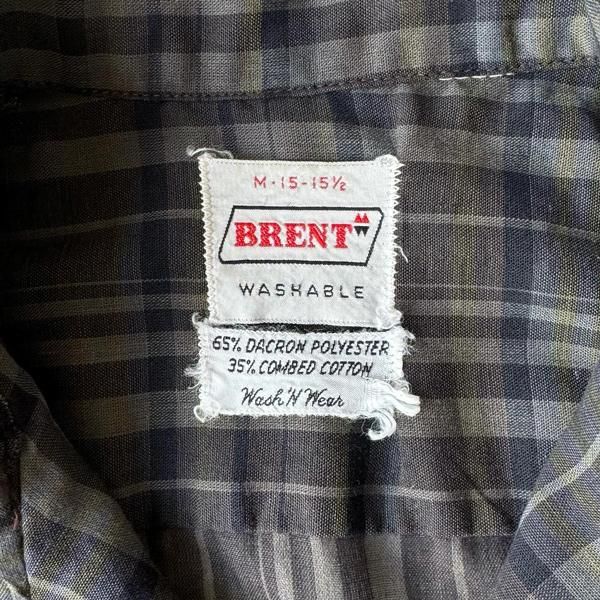 M·15-15½
BRENT
WASHABLE
65% DACRON POLYESTER
35% COMBED COTTON
Wash 'N Wear